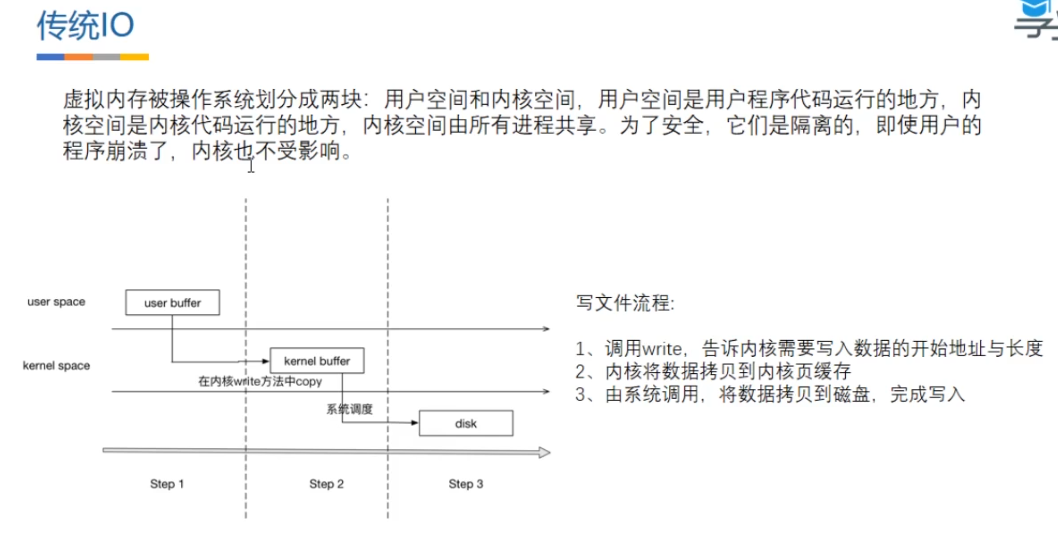 传统IO
虚拟内存被操作系统划分成两块：用户空间和内核空间，用户空间是用户程序代码运行的地方，内
核空间是内核代码运行的地方，内核空间由所有进程共享。为了安全，它们是隔离的，即使用户的
程序崩溃了，内核也不受影响。
user space
user buffer
写文件流程:
kernel space
kernel buffer
在内核write方法中copy
1、调用write，告诉内核需要写入数据的开始地址与长度
2、内核将数据拷贝到内核页缓存
3、由系统调用，将数据拷贝到磁盘，完成写入
系统调度
disk
Step 1
Step 2
Step 3